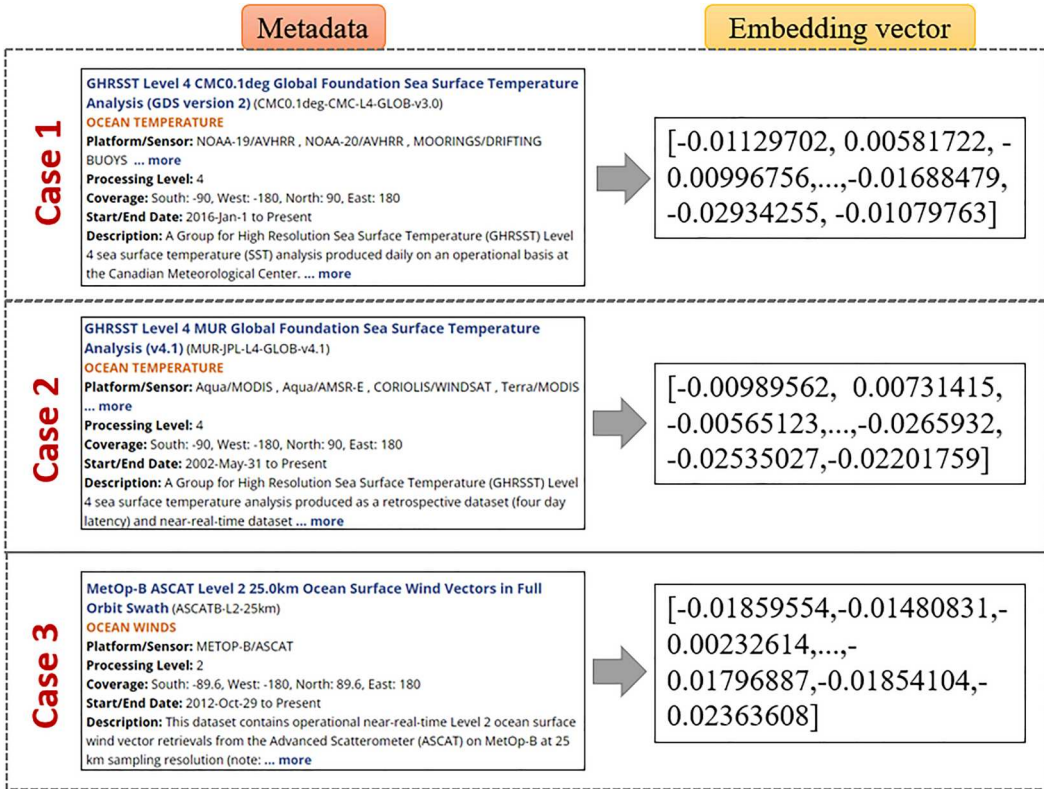 Metadata
Embedding vector
Case 1
GHRSST Level 4 CMC0.1deg Global Foundation Sea Surface Temperature
Analysis (GDS version 2) (CMC0.1deg-CMC-L4-GLOB-v3.0)
OCEAN TEMPERATURE
Platform/Sensor: NOAA-19/AVHRR , NOAA-20/AVHRR , MOORINGS/DRIFTING
BUOYS ... more
Processing Level: 4
Coverage: South: -90, West: -180, North: 90, East: 180
Start/End Date: 2016-Jan-1 to Present
Description: A Group for High Resolution Sea Surface Temperature (GHRSST) Level
4 sea surface temperature (SST) analysis produced daily on an operational basis at
the Canadian Meteorological Center. ... more
[-0.01129702, 0.00581722, -
0.00996756,...,-0.01688479,
-0.02934255, -0.01079763]
Case 2
GHRSST Level 4 MUR Global Foundation Sea Surface Temperature
Analysis (v4.1) (MUR-JPL-L4-GLOB-v4.1)
OCEAN TEMPERATURE
Platform/Sensor: Aqua/MODIS , Aqua/AMSR-E , CORIOLIS/WINDSAT , Terra/MODIS
... more
Processing Level: 4
Coverage: South: -90, West: -180, North: 90, East: 180
Start/End Date: 2002-May-31 to Present
Description: A Group for High Resolution Sea Surface Temperature (GHRSST) Level
4 sea surface temperature analysis produced as a retrospective dataset (four day
latency) and near-real-time dataset ... more
[-0.00989562, 0.00731415,
-0.00565123,...,-0.0265932,
-0.02535027,-0.02201759]
Case 3
MetOp-B ASCAT Level 2 25.0km Ocean Surface Wind Vectors in Full
Orbit Swath (ASCATB-L2-25km)
OCEAN WINDS
Platform/Sensor: METOP-B/ASCAT
Processing Level: 2
Coverage: South: -89.6, West: -180, North: 89.6, East: 180
Start/End Date: 2012-Oct-29 to Present
Description: This dataset contains operational near-real-time Level 2 ocean surface
wind vector retrievals from the Advanced Scatterometer (ASCAT) on MetOp-B at 25
km sampling resolution (note: ... more
[-0.01859554,-0.01480831,-
0.00232614,...,-
0.01796887,-0.01854104,-
0.02363608]